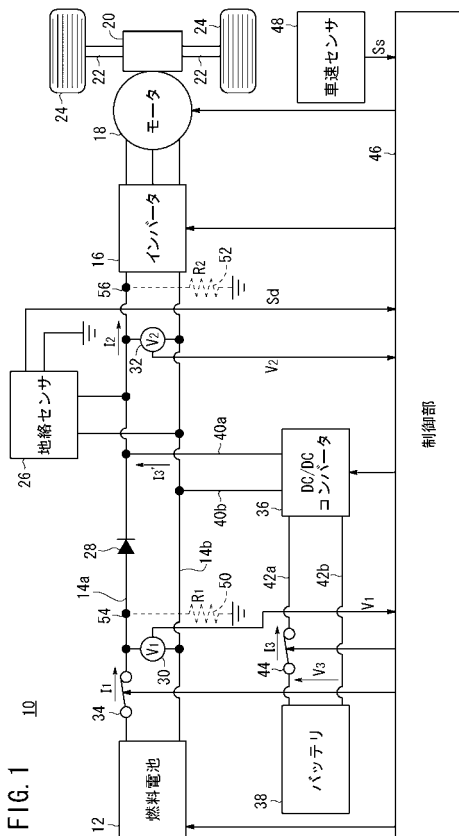 FIG. 1
10
12
燃料電池
34
I1
14a
54
28
V1
30
R1
50
14b
I3'
40a
40b
26
地絡センサ
I2
V2
32
56
R2
52
16
インバータ
18
モータ
20
22
22
24
24
48
車速センサ
Ss
Sd
V2
V1
36
DC/DC
コンバータ
42a
42b
44
I3
V3
38
バッテリ
46
制御部